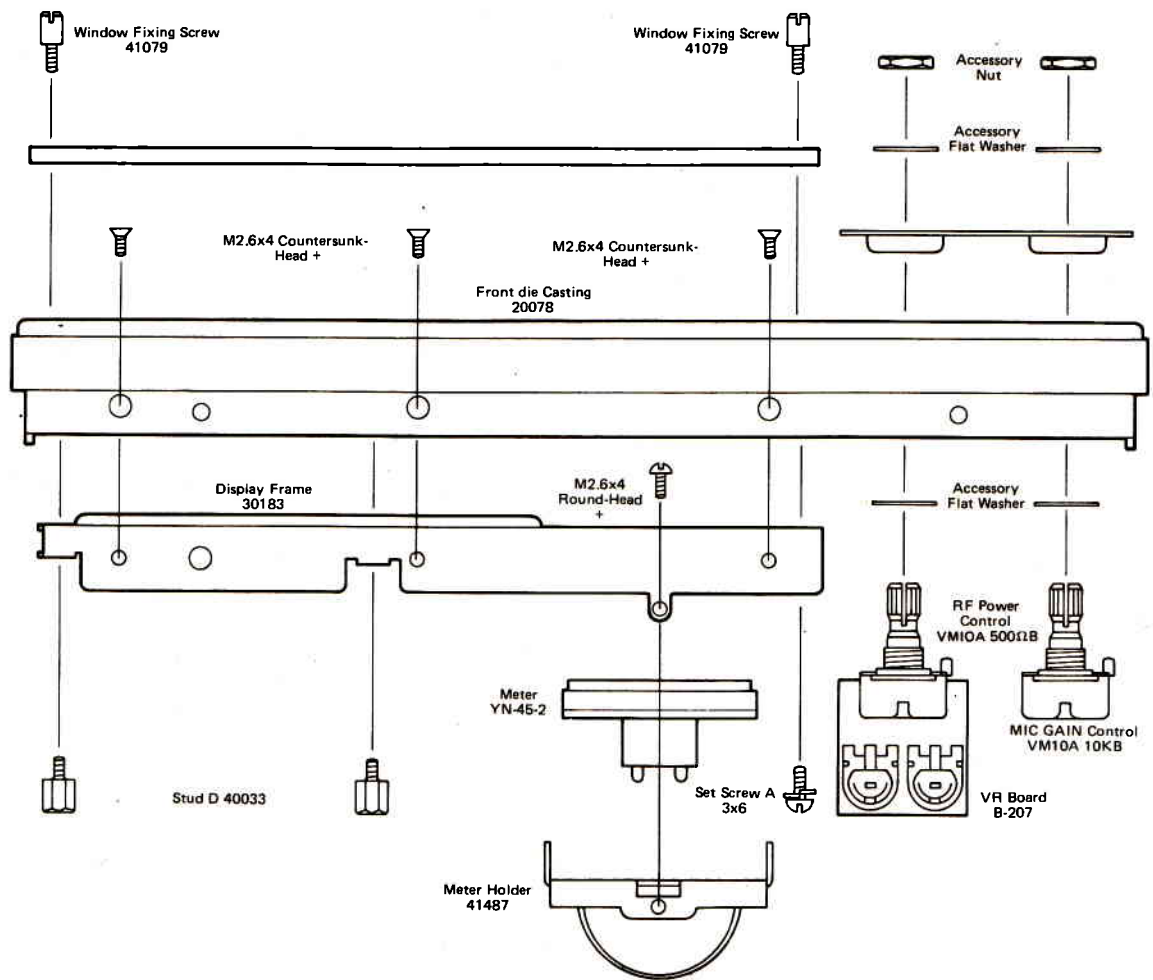 Window Fixing Screw
41079
Window Fixing Screw
41079
Accessory
Nut
Accessory
Flat Washer
M2.6x4 Countersunk-
Head +
M2.6x4 Countersunk-
Head +
Front die Casting
20078
Display Frame
30183
M2.6x4
Round-Head
+
Accessory
Flat Washer
RF Power
Control
VM10A 500ΩB
Meter
YN-45-2
MIC GAIN Control
VM10A 10KB
Stud D 40033
Set Screw A
3x6
VR Board
B-207
Meter Holder
41487